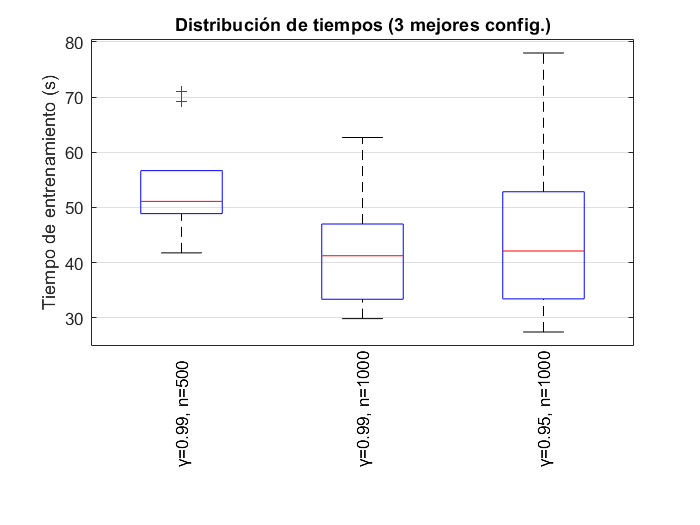 Distribución de tiempos (3 mejores config.)
Tiempo de entrenamiento (s)
80
70
60
50
40
30
γ=0.99, n=500
γ=0.99, n=1000
γ=0.95, n=1000